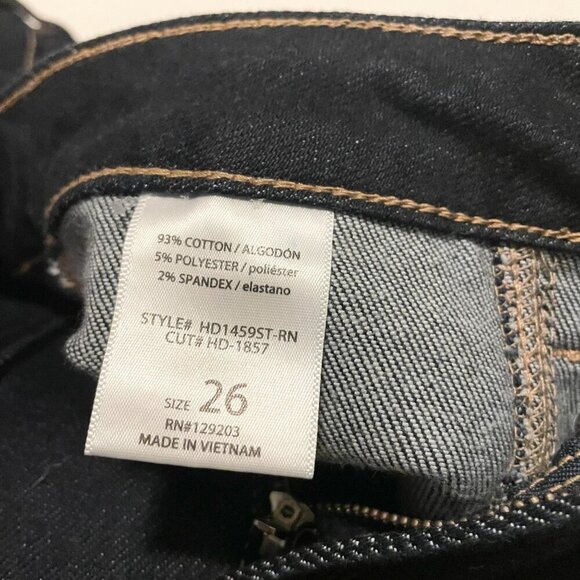 93% COTTON / ALGODÓN
5% POLYESTER / poliéster
2% SPANDEX / elastano
STYLE# HD1459ST-RN
CUT# HD-1857
SIZE 26
RN#129203
MADE IN VIETNAM